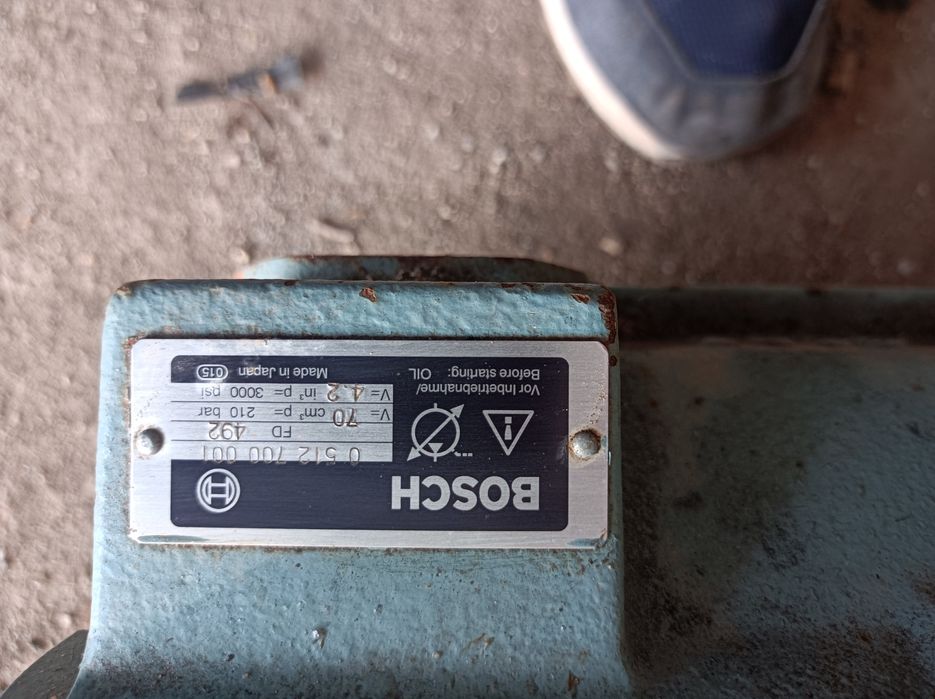 BOSCH
0 512 700 001
FD 492
V= 70 cm³ p= 210 bar
V= 4.2 in³ p= 3000 psi
Made in Japan 015
Vor Inbetriebnahme/
Before starting: OIL